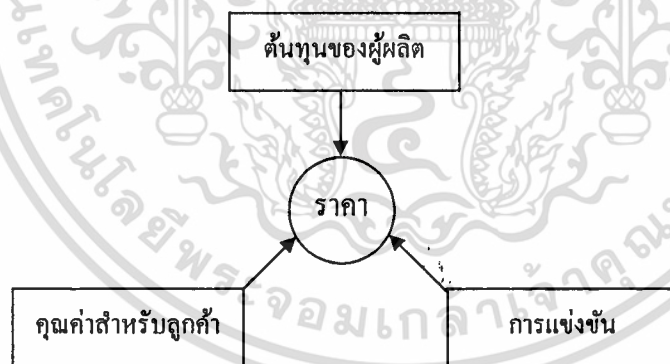 ต้นทุนของผู้ผลิต
ราคา
คุณค่าสำหรับลูกค้า
การแข่งขัน